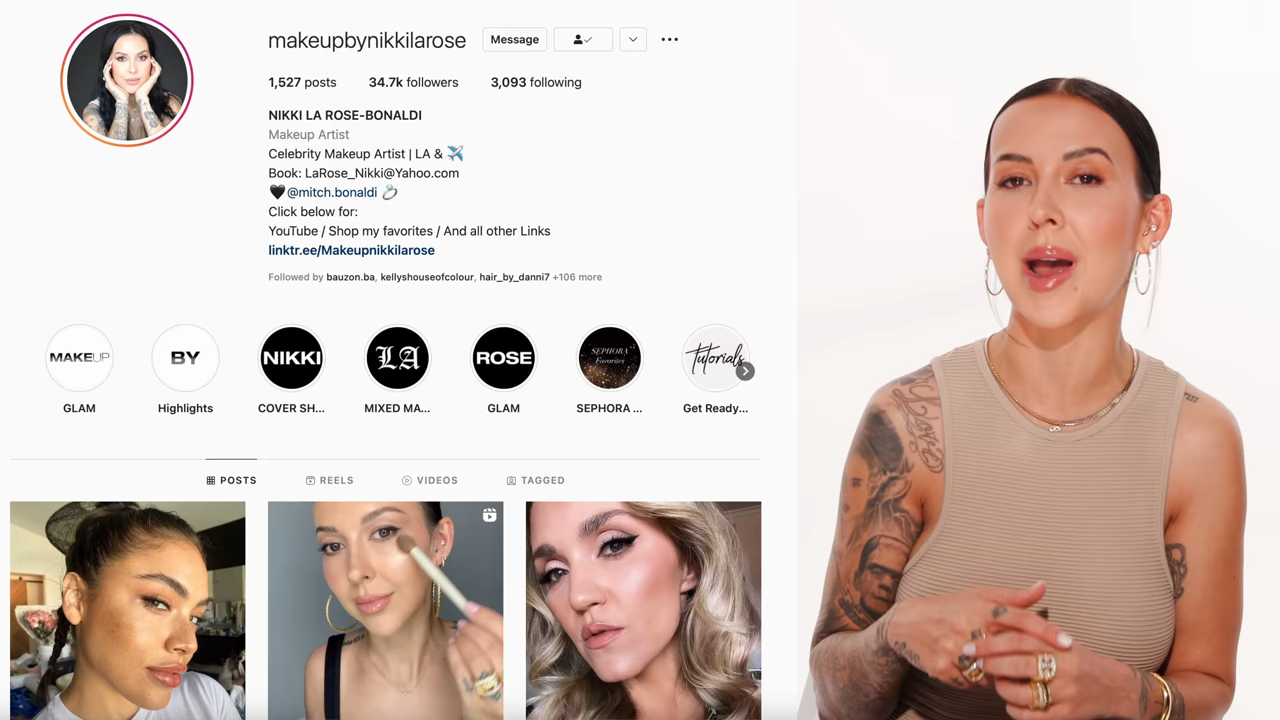 makeupbynikkilarose Message
1,527 posts 34.7k followers 3,093 following
NIKKI LA ROSE-BONALDI
Makeup Artist
Celebrity Makeup Artist | LA & ✈️
Book: LaRose_Nikki@Yahoo.com
🖤@mitch.bonaldi 💍
Click below for:
YouTube / Shop my favorites / And all other Links
linktr.ee/Makeupnikkilarose
Followed by bauzon.ba, kellyshouseofcolour, hair_by_danni7 +106 more
MAKEUP BY NIKKI LA ROSE SEPHORA Favorites Tutorials
GLAM Highlights COVER SH... MIXED MA... GLAM SEPHORA ... Get Ready...
POSTS REELS VIDEOS TAGGED
Love